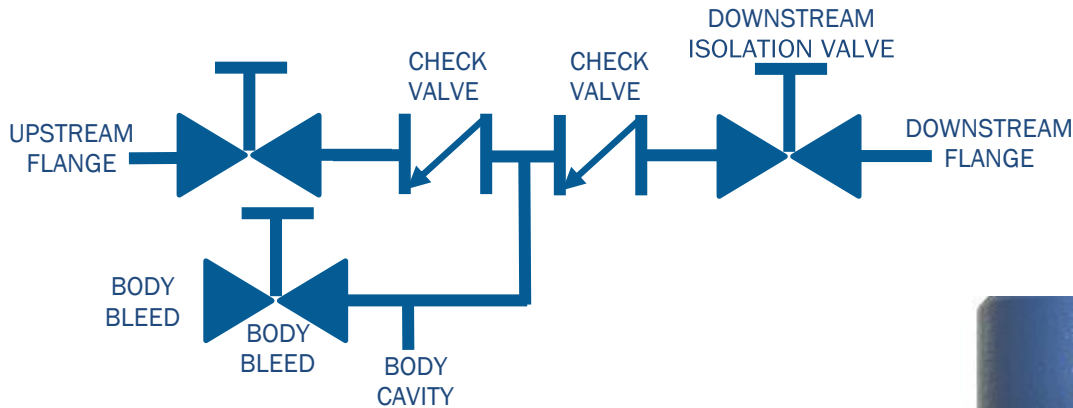 DOWNSTREAM
ISOLATION VALVE
CHECK
VALVE
CHECK
VALVE
UPSTREAM
FLANGE
DOWNSTREAM
FLANGE
BODY
BLEED
BODY
BLEED
BODY
CAVITY